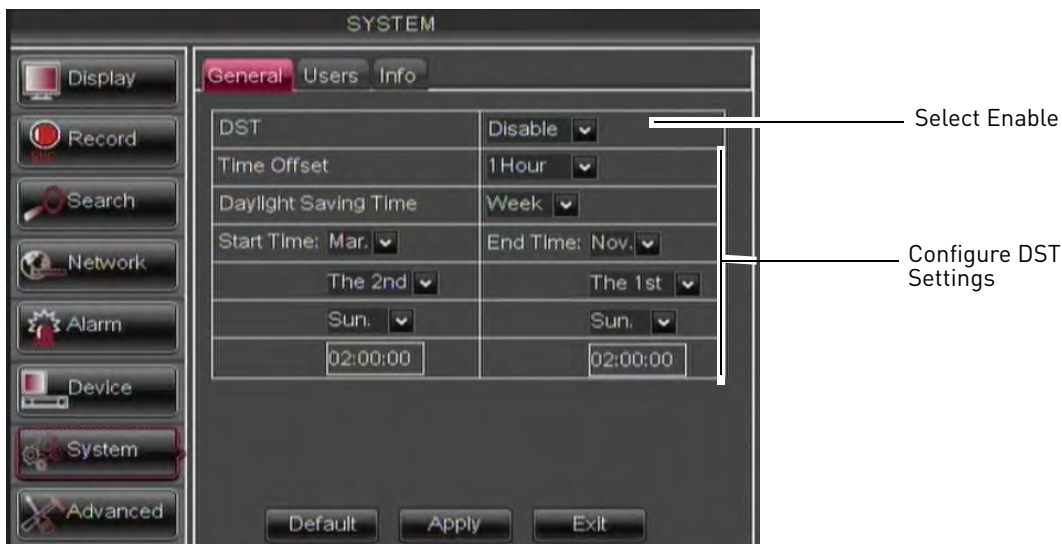 SYSTEM
Display
Record
REC
Search
Network
Alarm
Device
System
Advanced
General Users Info
DST Disable
Time Offset 1Hour
Daylight Saving Time Week
Start Time: Mar. End Time: Nov.
The 2nd The 1st
Sun. Sun.
02:00:00 02:00:00
Default Apply Exit
Select Enable
Configure DST
Settings